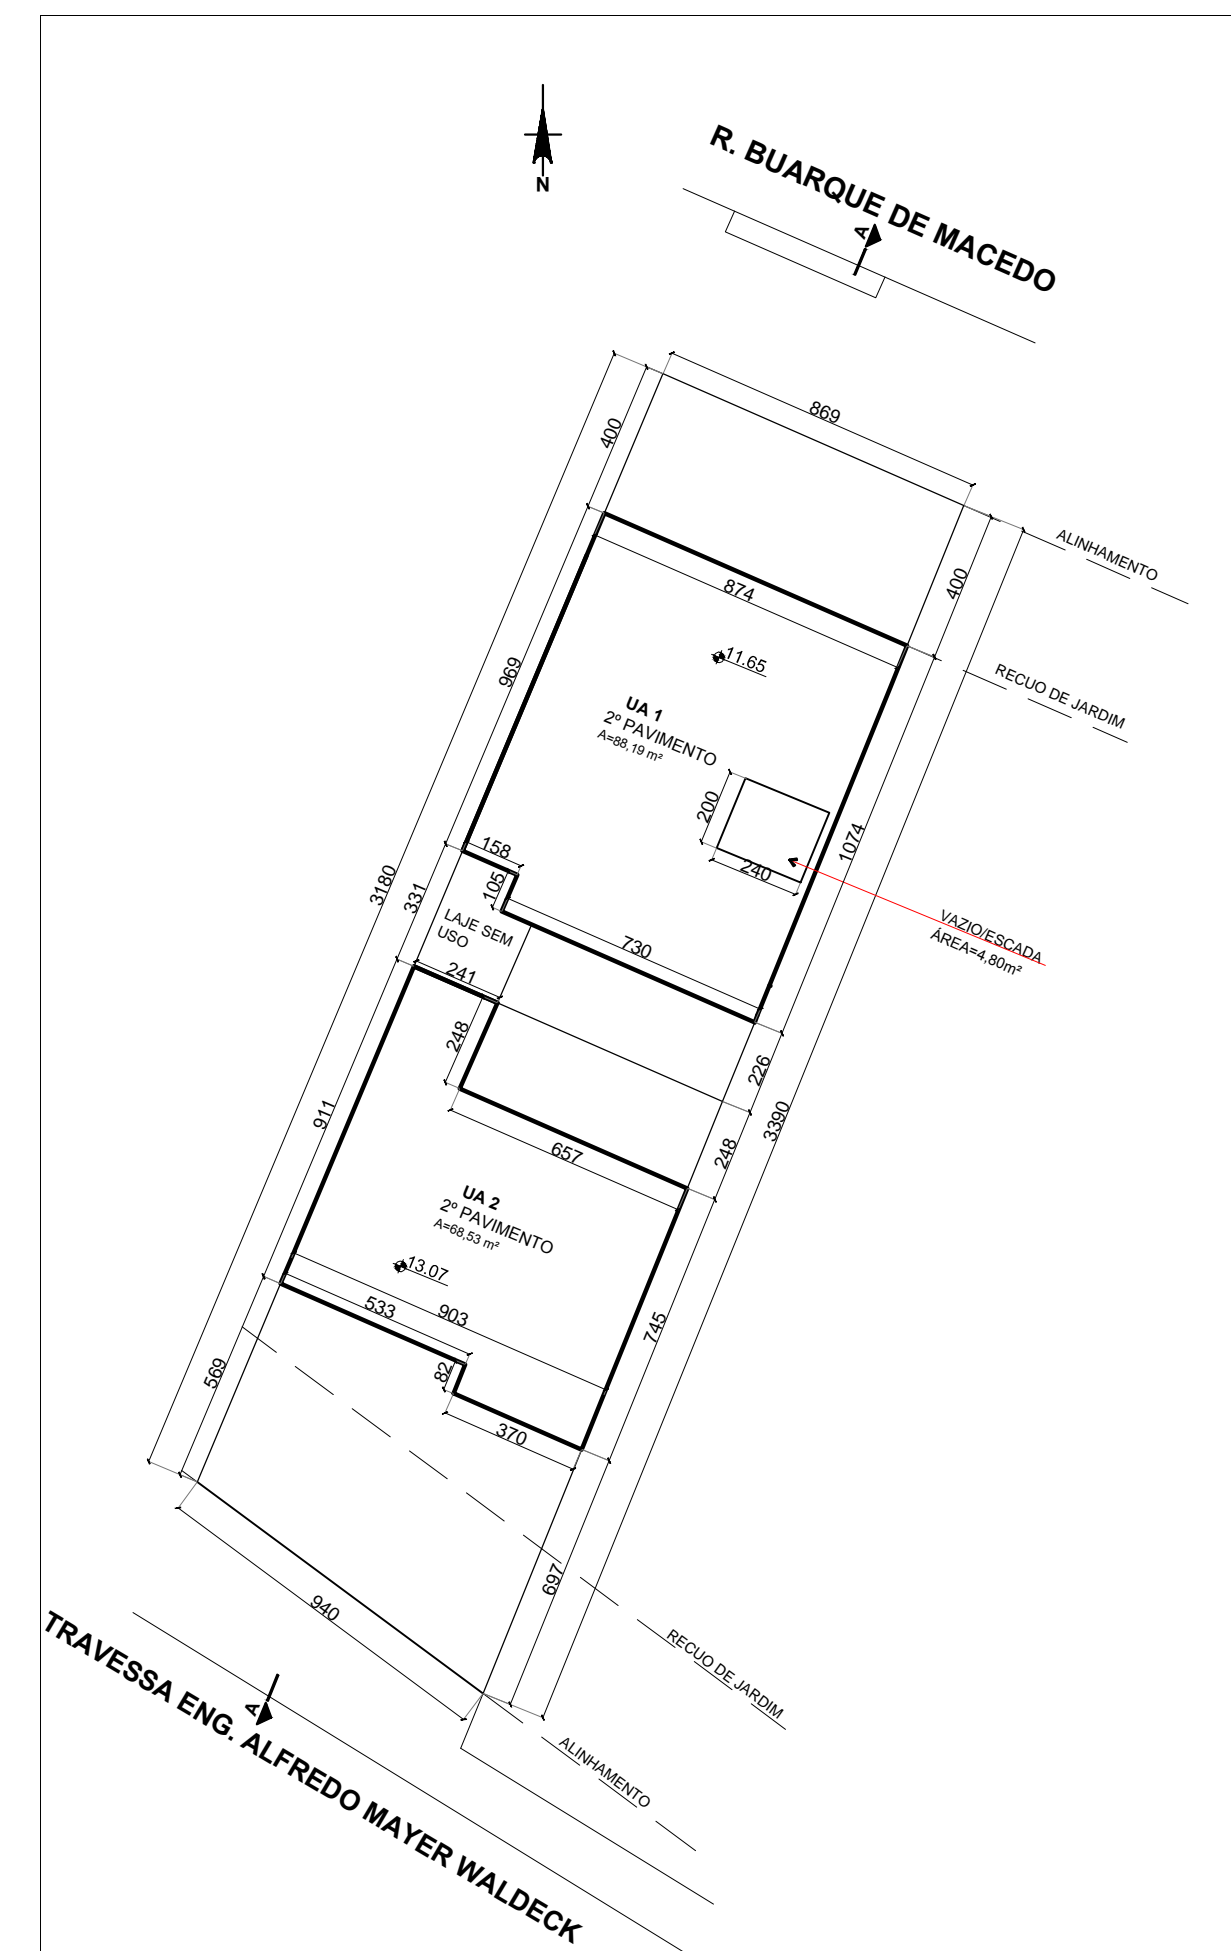 N
R. BUARQUE DE MACEDO
A
869
400
400
ALINHAMENTO
874
11.65
RECUO DE JARDIM
969
UA 1
2º PAVIMENTO
A=88,19 m²
200
240
1074
158
105
3180
331
LAJE SEM
USO
730
VAZIO/ESCADA
ÁREA=4,80m²
241
248
226
3390
911
657
248
UA 2
2º PAVIMENTO
A=68,53 m²
13.07
533
903
745
82
569
370
697
940
RECUO DE JARDIM
ALINHAMENTO
A
TRAVESSA ENG. ALFREDO MAYER WALDECK